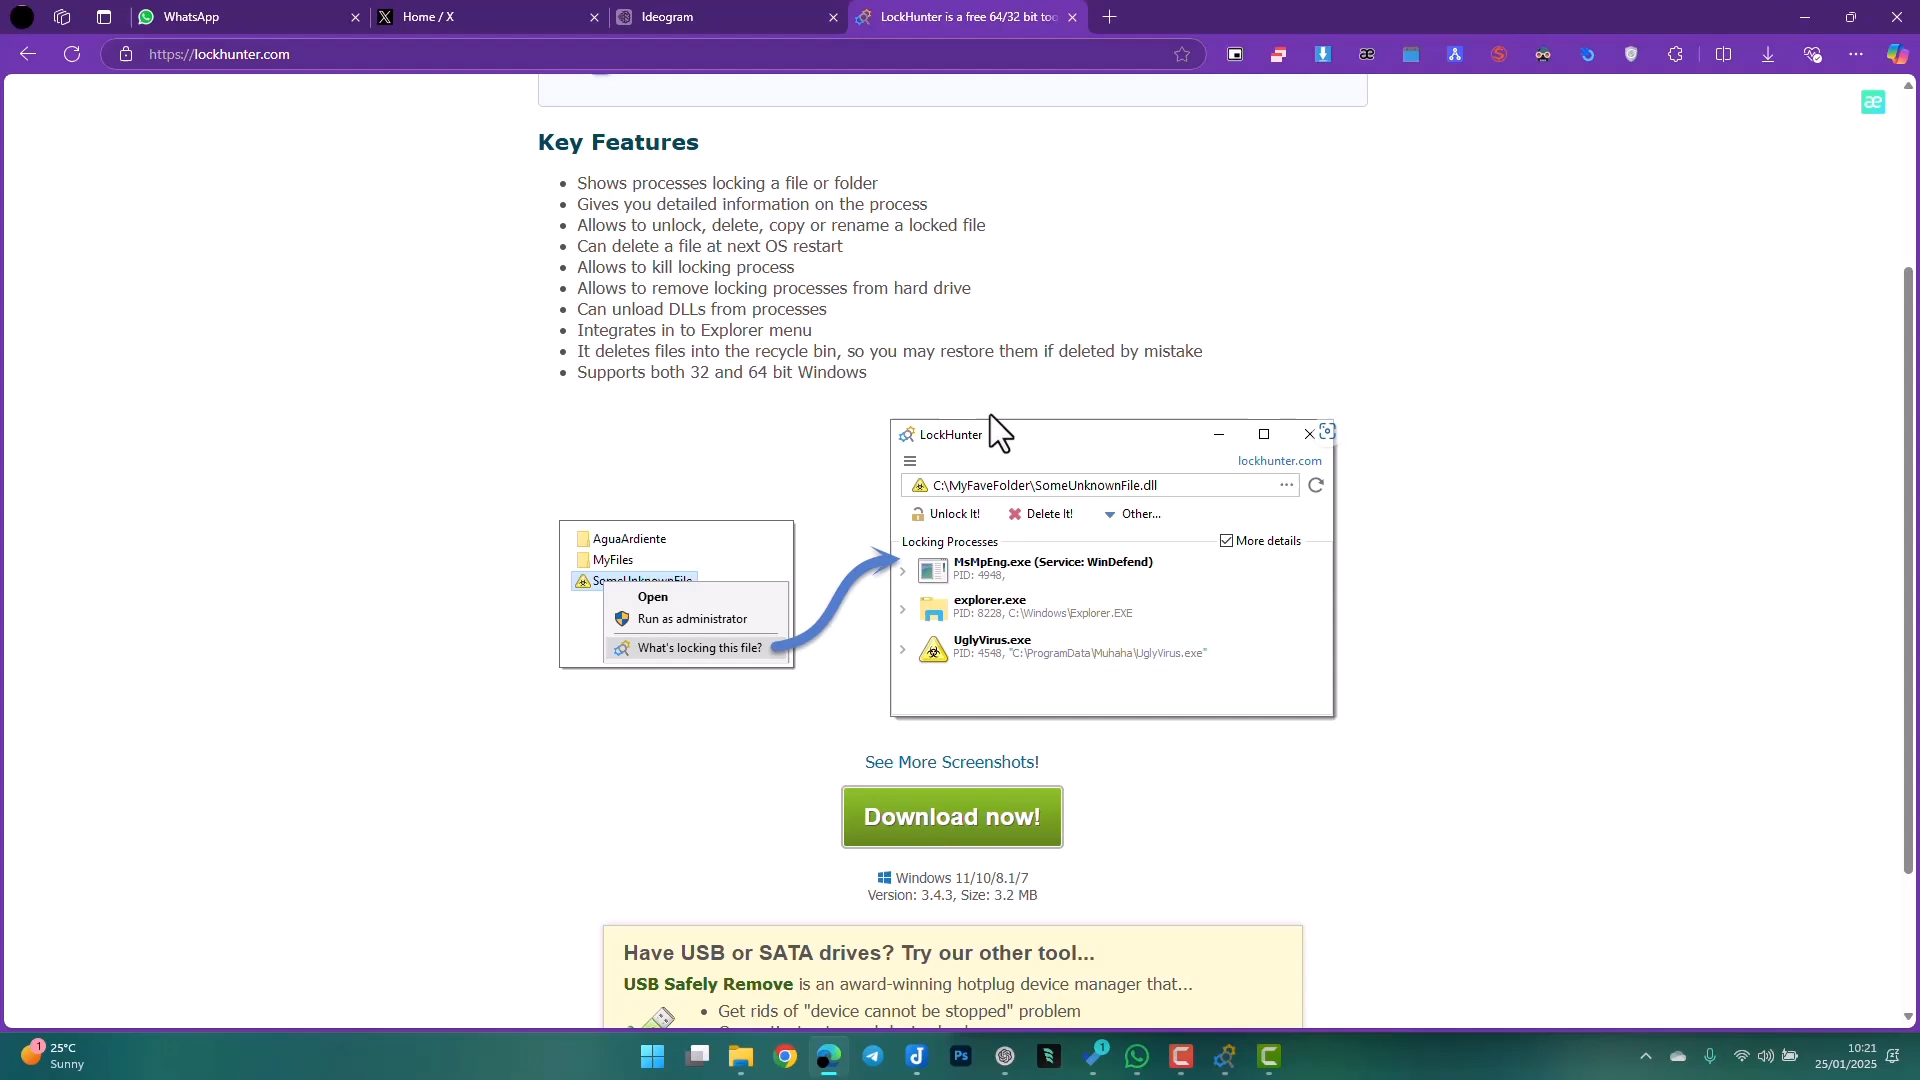 WhatsApp
Home / X
Ideogram
LockHunter is a free 64/32 bit too
https://lockhunter.com
æ
æ
Key Features
Shows processes locking a file or folder
Gives you detailed information on the process
Allows to unlock, delete, copy or rename a locked file
Can delete a file at next OS restart
Allows to kill locking process
Allows to remove locking processes from hard drive
Can unload DLLs from processes
Integrates in to Explorer menu
It deletes files into the recycle bin, so you may restore them if deleted by mistake
Supports both 32 and 64 bit Windows
LockHunter
lockhunter.com
C:\MyFaveFolder\SomeUnknownFile.dll
Unlock It!
Delete It!
Other...
Locking Processes
More details
MsMpEng.exe (Service: WinDefend)
PID: 4948,
explorer.exe
PID: 8228, C:\Windows\Explorer.EXE
UglyVirus.exe
PID: 4548, "C:\ProgramData\Muhaha\UglyVirus.exe"
AguaArdiente
MyFiles
SomeUnknownFile
Open
Run as administrator
What's locking this file?
See More Screenshots!
Download now!
Windows 11/10/8.1/7
Version: 3.4.3, Size: 3.2 MB
Have USB or SATA drives? Try our other tool...
USB Safely Remove is an award-winning hotplug device manager that...
Get rids of "device cannot be stopped" problem
1
25°C
Sunny
Ps
1
10:21
25/01/2025